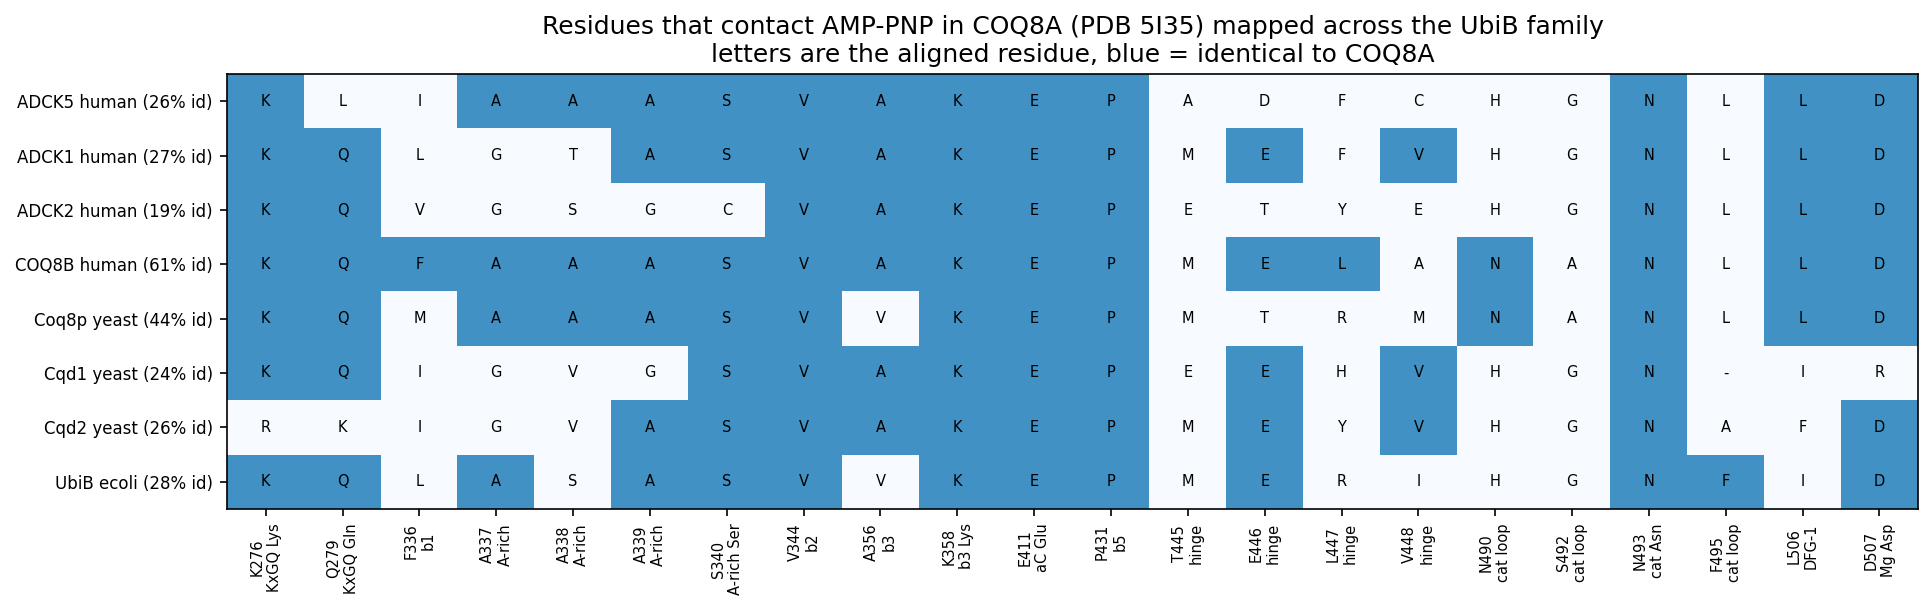 Residues that contact AMP-PNP in COQ8A (PDB 5I35) mapped across the UbiB family
letters are the aligned residue, blue = identical to COQ8A
ADCK5 human (26% id) K L I A A A S V A K E P A D F C H G N L L D
ADCK1 human (27% id) K Q L G T A S V A K E P M E F V H G N L L D
ADCK2 human (19% id) K Q V G S G C V A K E P E T Y E H G N L L D
COQ8B human (61% id) K Q F A A A S V A K E P M E L A N A N L L D
Coq8p yeast (44% id) K Q M A A A S V V K E P M T R M N A N L L D
Cqd1 yeast (24% id) K Q I G V G S V A K E P E E H V H G N - I R
Cqd2 yeast (26% id) R K I G V A S V A K E P M E Y V H G N A F D
UbiB ecoli (28% id) K Q L A S A S V V K E P M E R I H G N F I D
K276
KxGQ Lys
Q279
KxGQ Gln
F336
b1
A337
A-rich
A338
A-rich
A339
A-rich
S340
A-rich Ser
V344
b2
A356
b3
K358
b3 Lys
E411
aC Glu
P431
b5
T445
hinge
E446
hinge
L447
hinge
V448
hinge
N490
cat loop
S492
cat loop
N493
cat Asn
F495
cat loop
L506
DFG-1
D507
Mg Asp